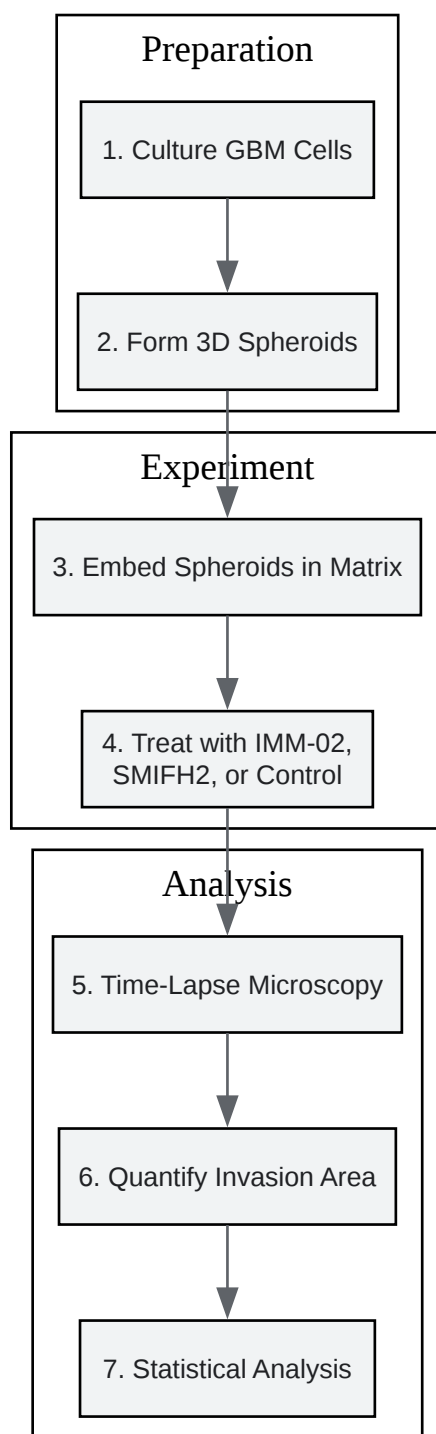 Preparation
1. Culture GBM Cells
2. Form 3D Spheroids
Experiment
3. Embed Spheroids in Matrix
4. Treat with IMM-02,
SMIFH2, or Control
Analysis
5. Time-Lapse Microscopy
6. Quantify Invasion Area
7. Statistical Analysis